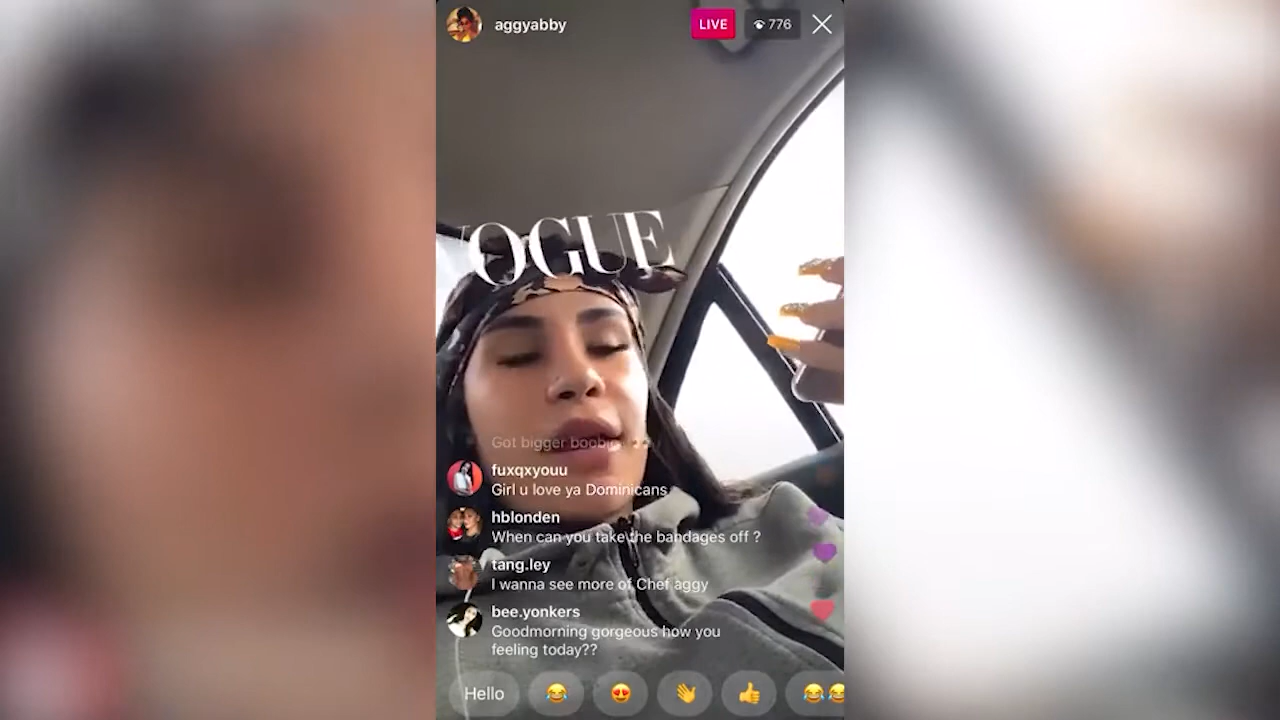 aggyabby
LIVE
776
VOGUE
Got bigger boobie
fuxqxyouu
Girl u love ya Dominicans
hblonden
When can you take the bandages off ?
tang.ley
I wanna see more of Chef aggy
bee.yonkers
Goodmorning gorgeous how you
feeling today??
Hello